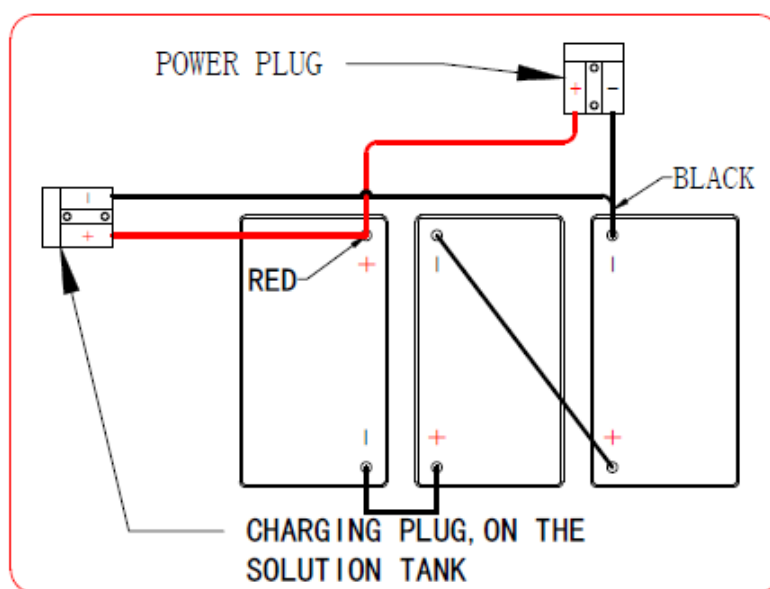 POWER PLUG
+ −
− BLACK
+
RED + − −
− + +
CHARGING PLUG, ON THE
SOLUTION TANK